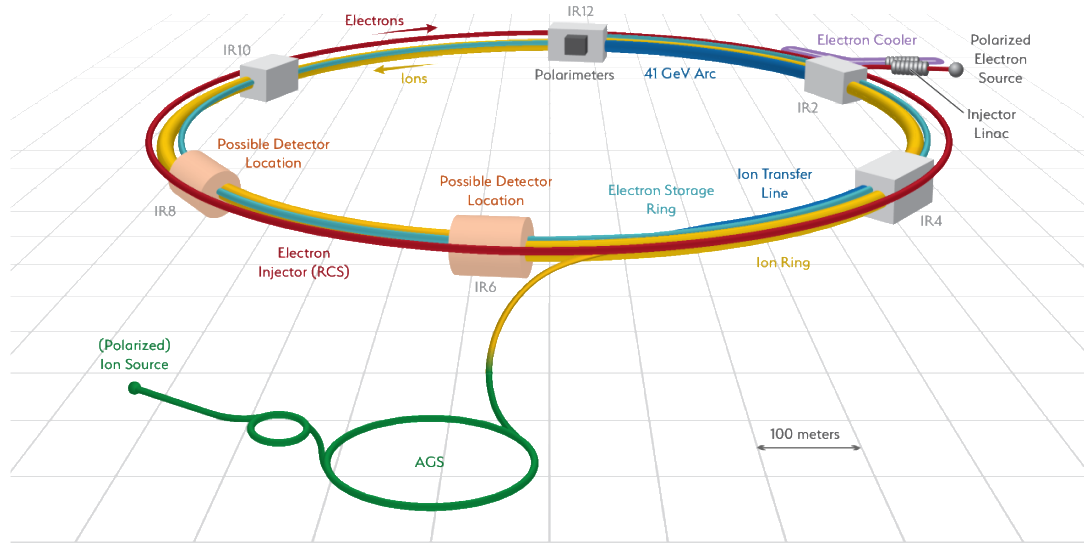 IR12
Electrons
IR10
Ions
Polarimeters
41 GeV Arc
Electron Cooler
Polarized
Electron
Source
IR2
Injector
Linac
Possible Detector
Location
Possible Detector
Location
Electron Storage
Ring
Ion Transfer
Line
IR8
IR4
Electron
Injector (RCS)
IR6
Ion Ring
(Polarized)
Ion Source
AGS
100 meters